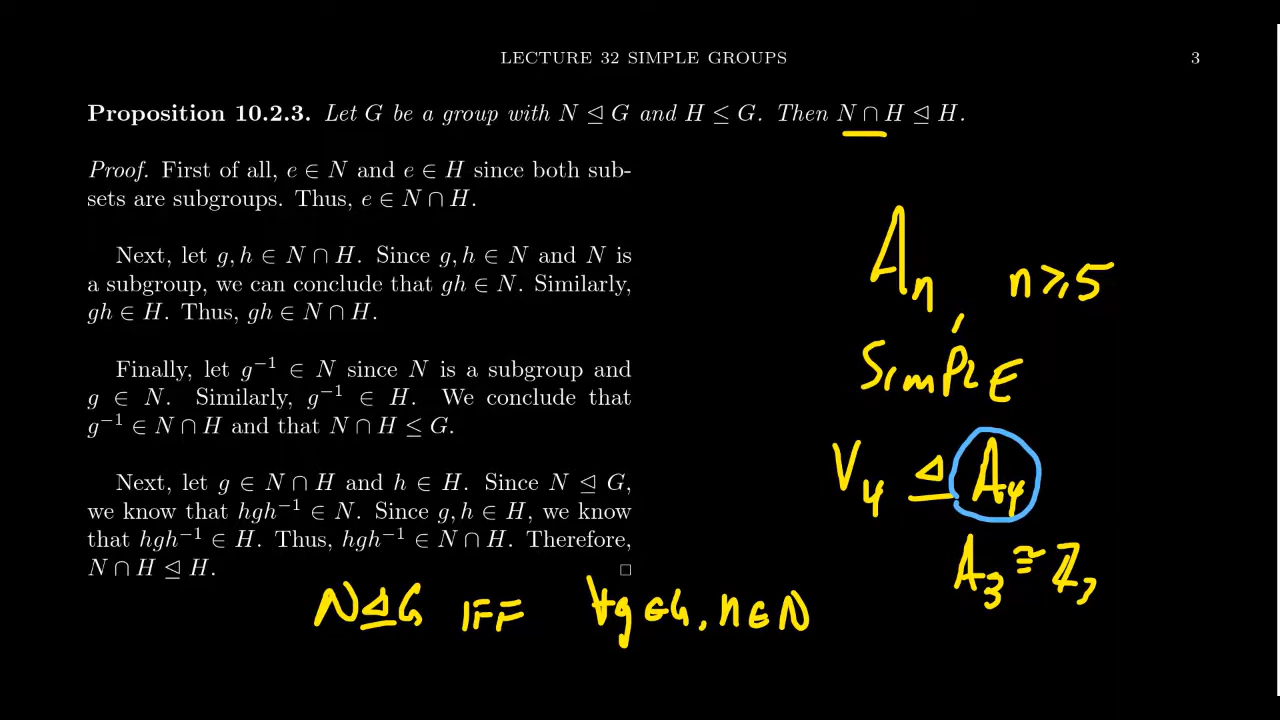 LECTURE 32 SIMPLE GROUPS 3
Proposition 10.2.3. Let G be a group with N ⊴ G and H ≤ G. Then N ∩ H ⊴ H.
Proof. First of all, e ∈ N and e ∈ H since both sub-
sets are subgroups. Thus, e ∈ N ∩ H.
Next, let g, h ∈ N ∩ H. Since g, h ∈ N and N is
a subgroup, we can conclude that gh ∈ N. Similarly,
gh ∈ H. Thus, gh ∈ N ∩ H.
Finally, let g⁻¹ ∈ N since N is a subgroup and
g ∈ N. Similarly, g⁻¹ ∈ H. We conclude that
g⁻¹ ∈ N ∩ H and that N ∩ H ≤ G.
Next, let g ∈ N ∩ H and h ∈ H. Since N ⊴ G,
we know that hgh⁻¹ ∈ N. Since g, h ∈ H, we know
that hgh⁻¹ ∈ H. Thus, hgh⁻¹ ∈ N ∩ H. Therefore,
N ∩ H ⊴ H. □
Aₙ, n ≥ 5
SIMPLE
V₄ ⊴ A₄
A₃ ≅ ℤ₃
N ⊴ G IFF ∀g ∈ G, n ∈ N